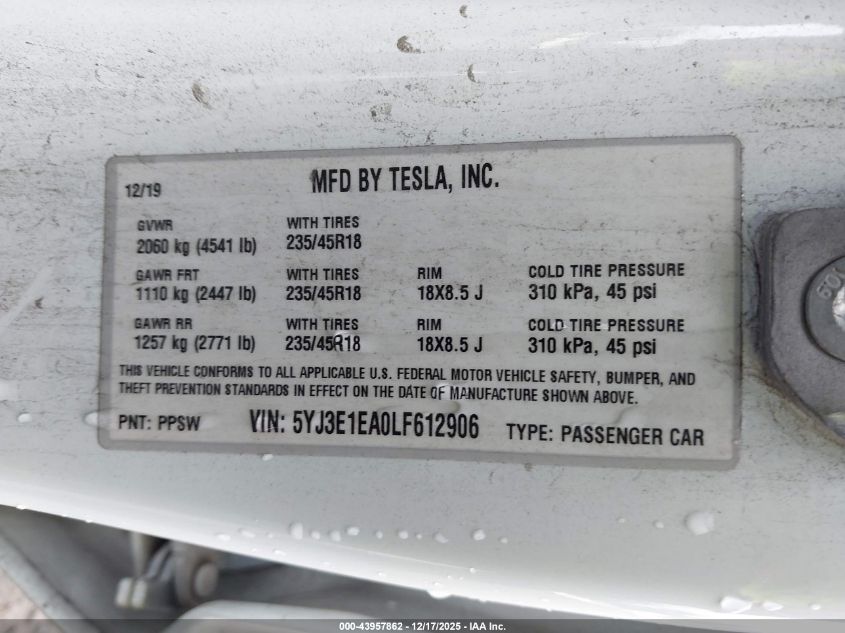 12/19
MFD BY TESLA, INC.
GVWR
2060 kg (4541 lb)
WITH TIRES
235/45R18
GAWR FRT
1110 kg (2447 lb)
WITH TIRES
235/45R18
RIM
18X8.5 J
COLD TIRE PRESSURE
310 kPa, 45 psi
GAWR RR
1257 kg (2771 lb)
WITH TIRES
235/45R18
RIM
18X8.5 J
COLD TIRE PRESSURE
310 kPa, 45 psi
THIS VEHICLE CONFORMS TO ALL APPLICABLE U.S. FEDERAL MOTOR VEHICLE SAFETY, BUMPER, AND
THEFT PREVENTION STANDARDS IN EFFECT ON THE DATE OF MANUFACTURE SHOWN ABOVE.
PNT: PPSW
VIN: 5YJ3E1EA0LF612906
TYPE: PASSENGER CAR
000-43957862 - 12/17/2025 - IAA Inc.